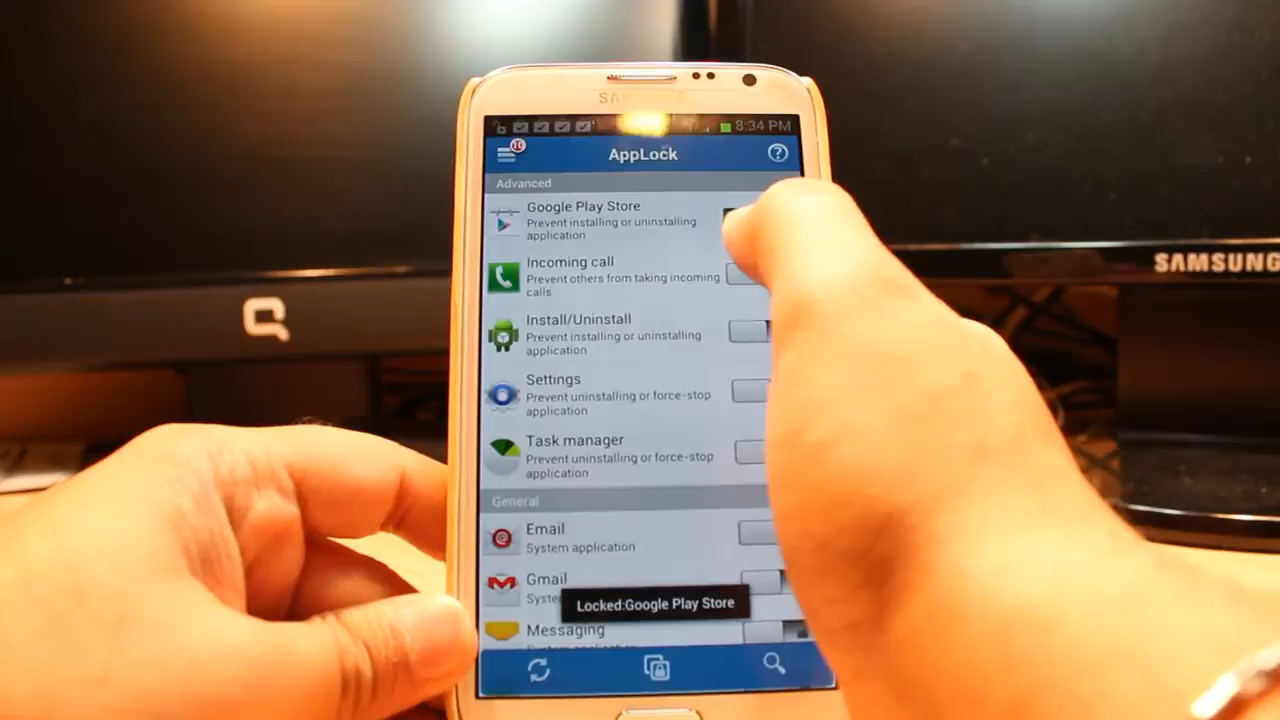 SAMSUNG
8:34 PM
10
AppLock
?
Advanced
Google Play Store
Prevent installing or uninstalling
application
Incoming call
Prevent others from taking incoming
calls
Install/Uninstall
Prevent installing or uninstalling
application
Settings
Prevent uninstalling or force-stop
application
Task manager
Prevent uninstalling or force-stop
application
General
Email
System application
Gmail
Syste
Locked:Google Play Store
Messaging